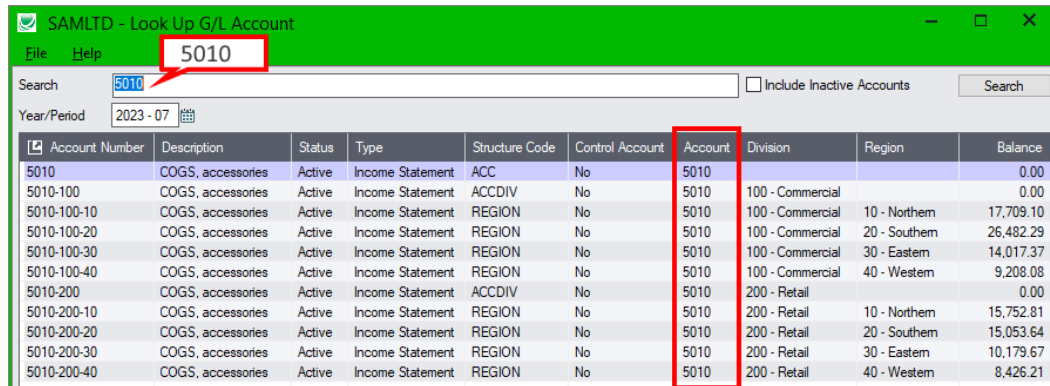 SAMLTD - Look Up G/L Account
File Help
5010
Search 5010 Include Inactive Accounts Search
Year/Period 2023 - 07
Account Number Description Status Type Structure Code Control Account Account Division Region Balance
5010 COGS, accessories Active Income Statement ACC No 5010 0.00
5010-100 COGS, accessories Active Income Statement ACCDIV No 5010 100 - Commercial 0.00
5010-100-10 COGS, accessories Active Income Statement REGION No 5010 100 - Commercial 10 - Northern 17,709.10
5010-100-20 COGS, accessories Active Income Statement REGION No 5010 100 - Commercial 20 - Southern 26,482.29
5010-100-30 COGS, accessories Active Income Statement REGION No 5010 100 - Commercial 30 - Eastern 14,017.37
5010-100-40 COGS, accessories Active Income Statement REGION No 5010 100 - Commercial 40 - Western 9,208.08
5010-200 COGS, accessories Active Income Statement ACCDIV No 5010 200 - Retail 0.00
5010-200-10 COGS, accessories Active Income Statement REGION No 5010 200 - Retail 10 - Northern 15,752.81
5010-200-20 COGS, accessories Active Income Statement REGION No 5010 200 - Retail 20 - Southern 15,053.64
5010-200-30 COGS, accessories Active Income Statement REGION No 5010 200 - Retail 30 - Eastern 10,179.67
5010-200-40 COGS, accessories Active Income Statement REGION No 5010 200 - Retail 40 - Western 8,426.21